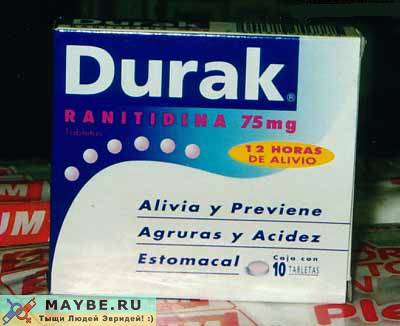 Durak®
RANITIDINA 75mg
Tabletas
12 HORAS
DE ALIVIO
Alivia y Previene
Agruras y Acidez
Estomacal
Caja con
10 TABLETAS
UM
MAYBE.RU
Тыщи Людей Эвридей! :)